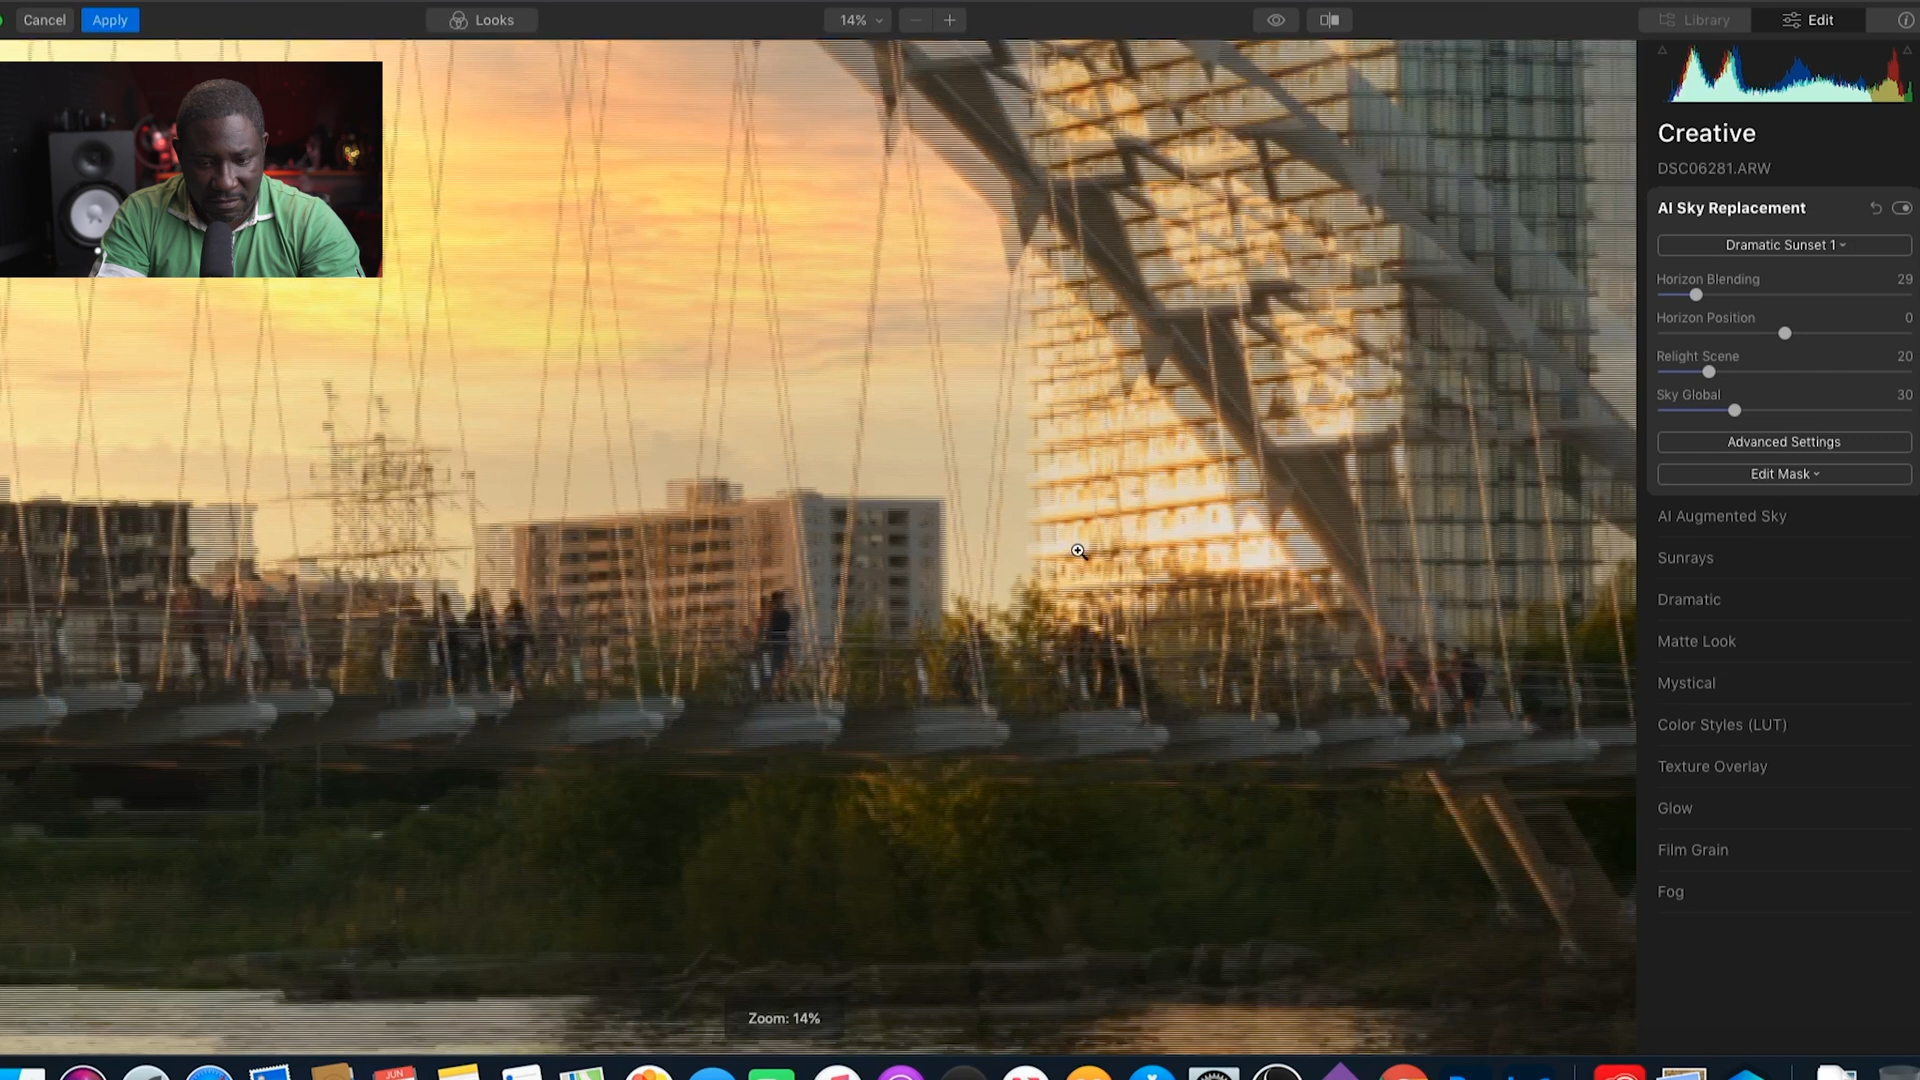 Cancel
Apply
Looks
14%
Library
Edit
Creative
DSC06281.ARW
AI Sky Replacement
Dramatic Sunset 1
Horizon Blending 29
Horizon Position 0
Relight Scene 20
Sky Global 30
Advanced Settings
Edit Mask
AI Augmented Sky
Sunrays
Dramatic
Matte Look
Mystical
Color Styles (LUT)
Texture Overlay
Glow
Film Grain
Fog
Zoom: 14%
JUN